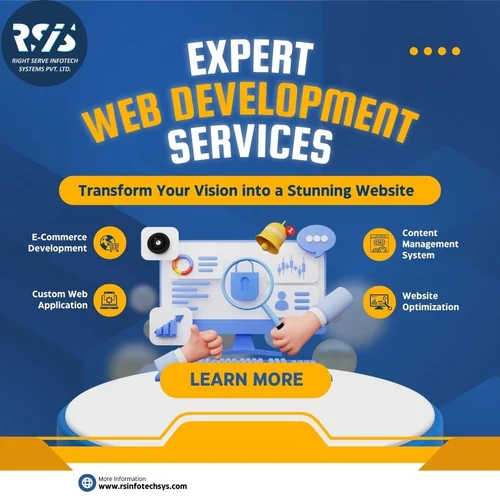 RSIS
RIGHT SERVE INFOTECH
SYSTEMS PVT. LTD.
EXPERT
WEB DEVELOPMENT
SERVICES
Transform Your Vision into a Stunning Website
E-Commerce
Development
Custom Web
Application
Content
Management
System
Website
Optimization
LEARN MORE
More Information
www.rsinfotechsys.com